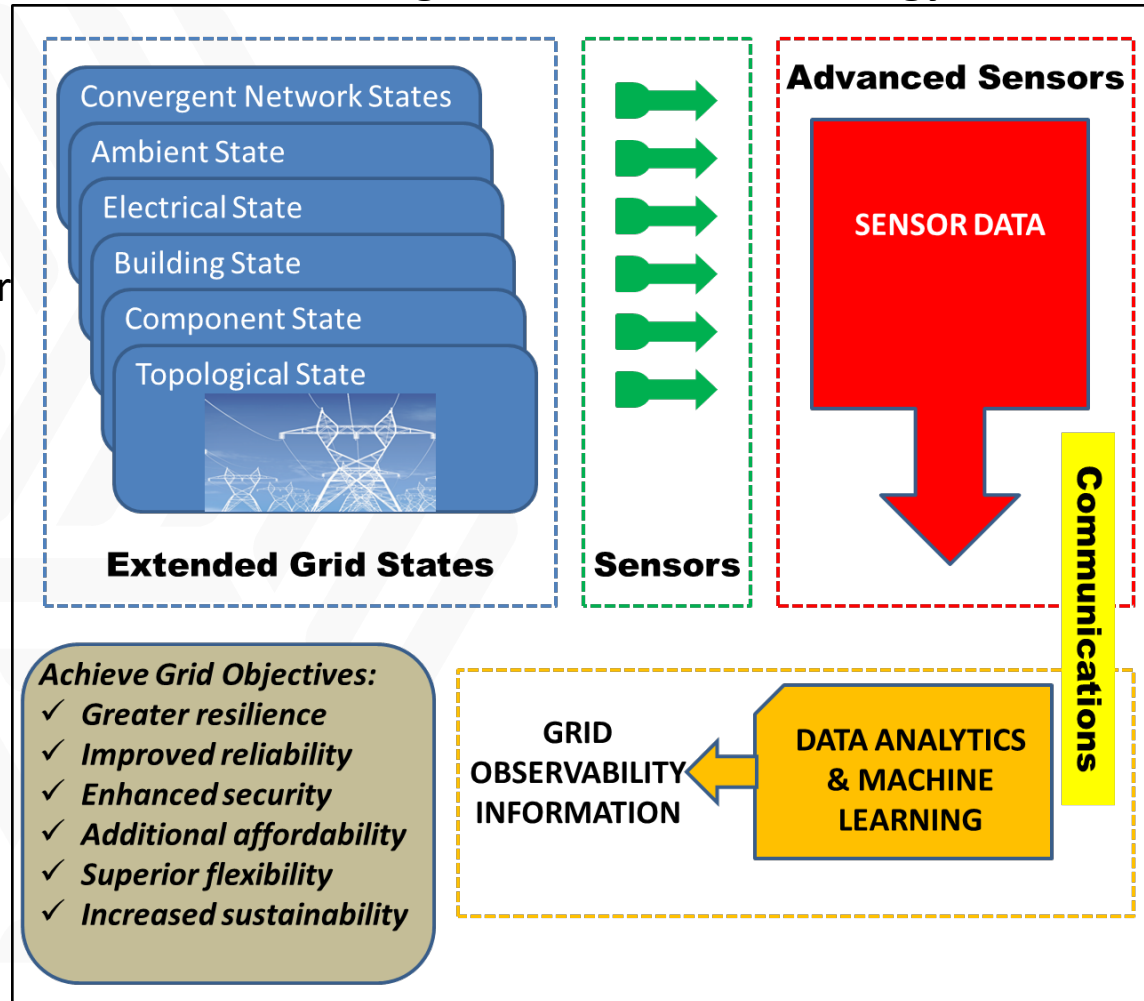 Convergent Network States
Ambient State
Electrical State
Building State
Component State
Topological State
Extended Grid States
Sensors
Advanced Sensors
SENSOR DATA
Communications
Achieve Grid Objectives:
✓ Greater resilience
✓ Improved reliability
✓ Enhanced security
✓ Additional affordability
✓ Superior flexibility
✓ Increased sustainability
GRID
OBSERVABILITY
INFORMATION
DATA ANALYTICS
& MACHINE
LEARNING